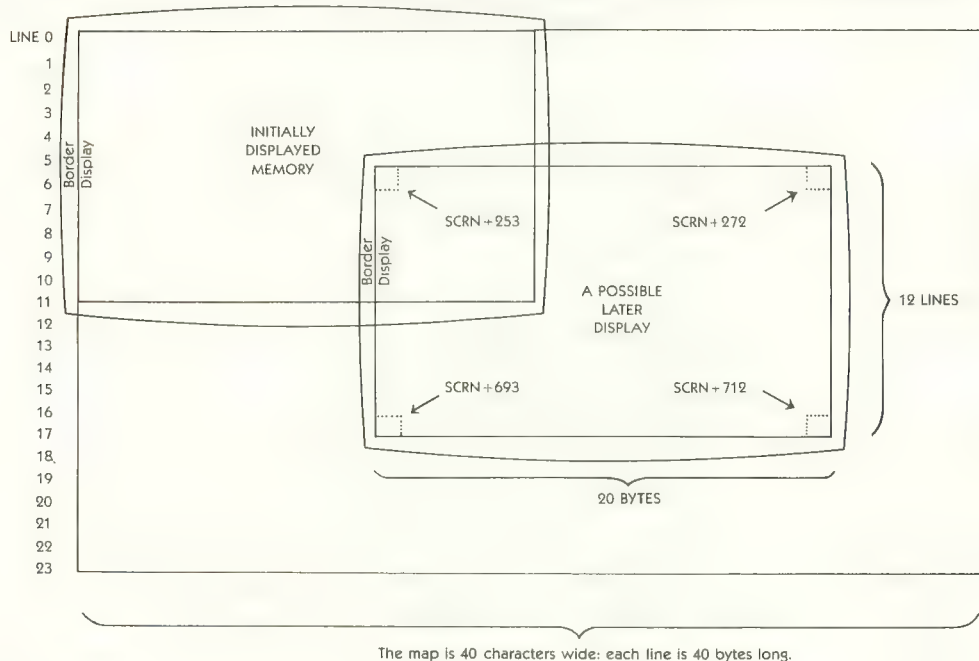 LINE 0
1
2
3
4
5
6
7
8
9
10
11
12
13
14
15
16
17
18
19
20
21
22
23
Border
Display
INITIALLY
DISPLAYED
MEMORY
Border
Display
SCRN+253
SCRN+272
A POSSIBLE
LATER
DISPLAY
SCRN+693
SCRN+712
12 LINES
20 BYTES
The map is 40 characters wide: each line is 40 bytes long.